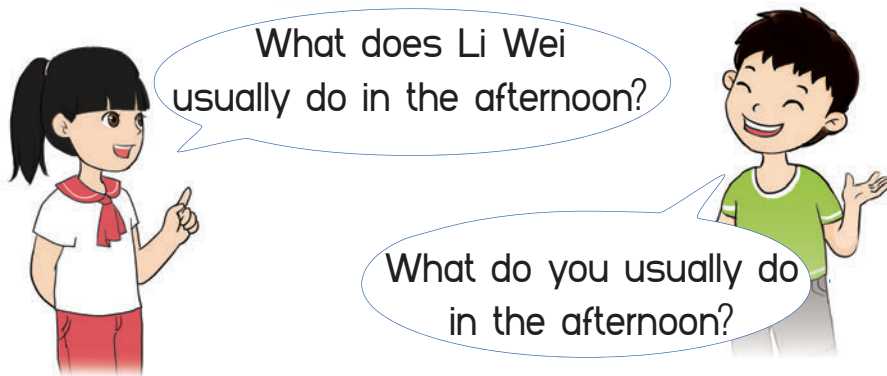 What does Li Wei
usually do in the afternoon?
What do you usually do
in the afternoon?